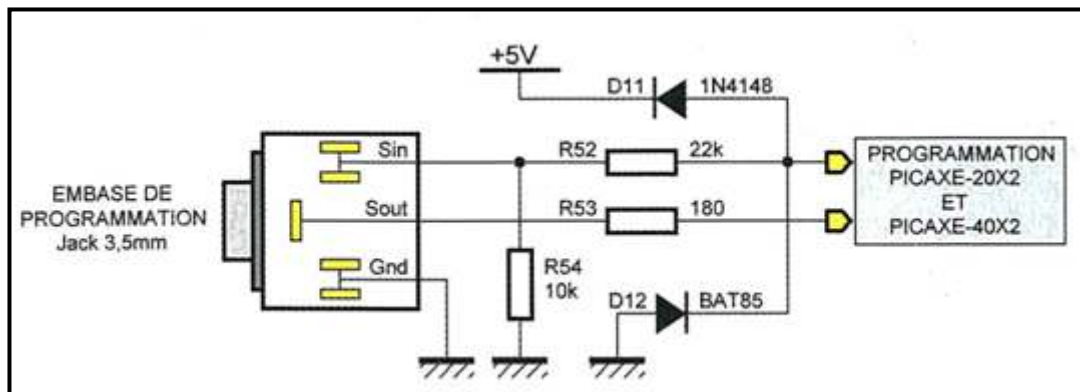 +5V
D11
1N4148
Sin
R52
22k
PROGRAMMATION
PICAXE-20X2
ET
PICAXE-40X2
EMBASE DE
PROGRAMMATION
Jack 3,5mm
Sout
R53
180
Gnd
R54
10k
D12
BAT85